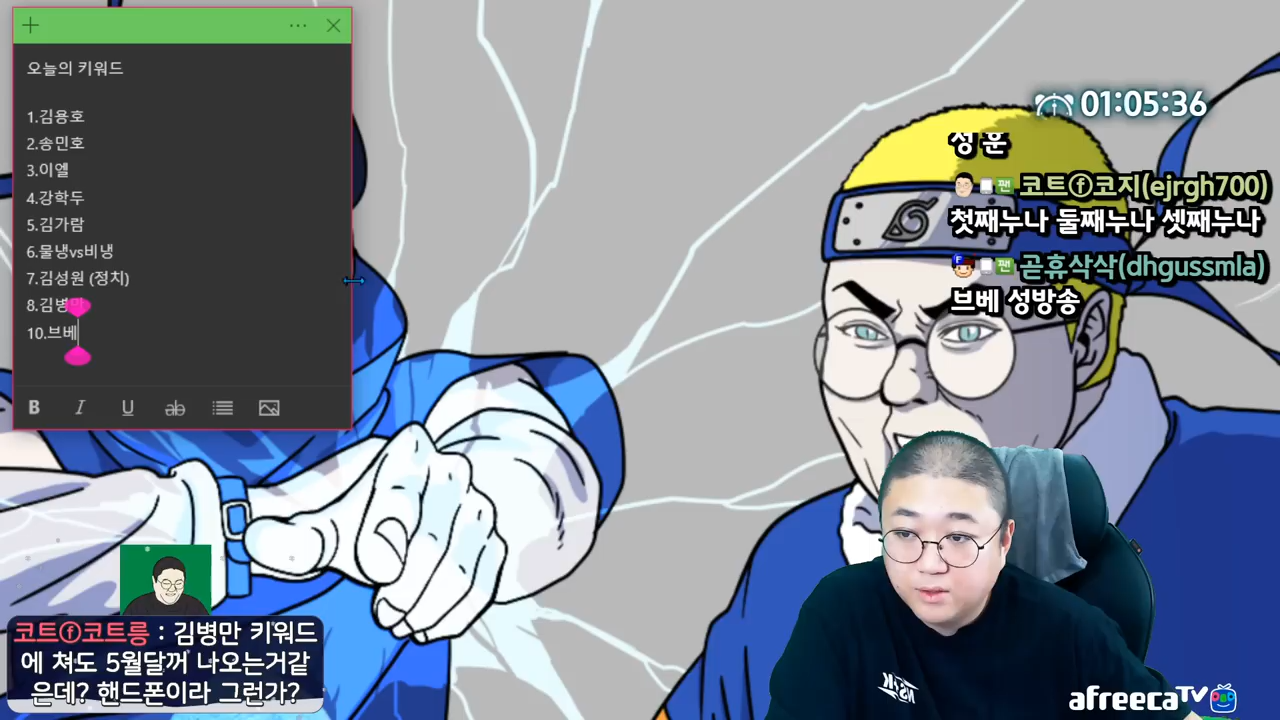 오늘의 키워드
1.김용호
2.송민호
3.이엘
4.강학두
5.김가람
6.물냉vs비냉
7.김성원 (정치)
8.김병만
10.브베
B I U ab
01:05:36
성 훈
팬 코트ⓕ코지(ejrgh700)
첫째누나 둘째누나 셋째누나
팬 곧휴삭삭(dhgussmla)
브베 성방송
코트ⓕ코트릉 : 김병만 키워드
에 쳐도 5월달꺼 나오는거같
은데? 핸드폰이라 그런가?
afreecaTV